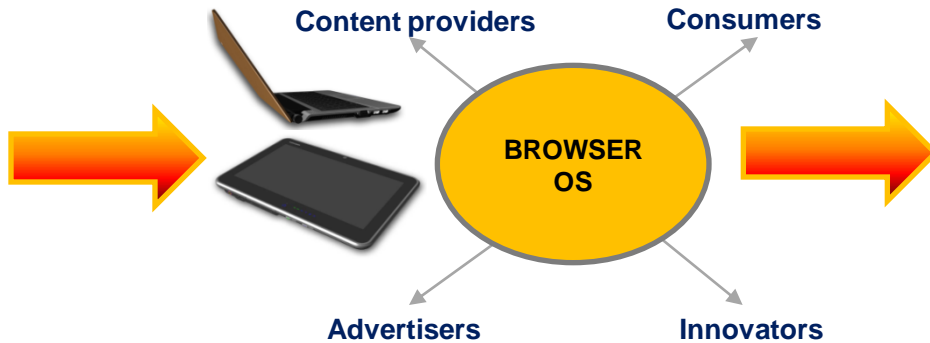 Content providers
Consumers
BROWSER
OS
Advertisers
Innovators